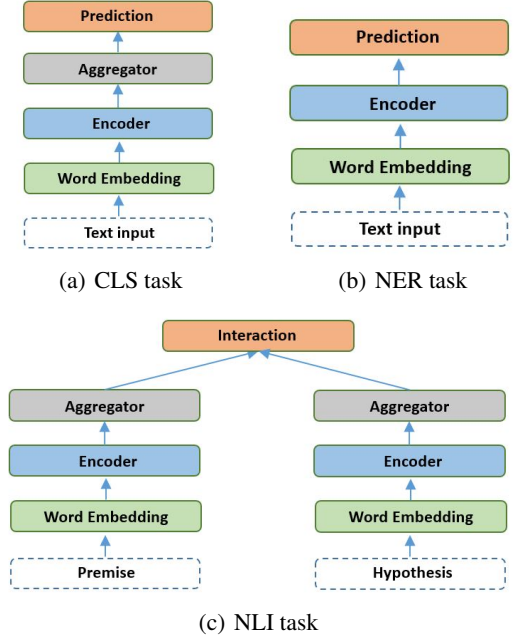 Prediction
Aggregator
Encoder
Word Embedding
Text input
(a) CLS task
Prediction
Encoder
Word Embedding
Text input
(b) NER task
Interaction
Aggregator
Encoder
Word Embedding
Premise
Aggregator
Encoder
Word Embedding
Hypothesis
(c) NLI task